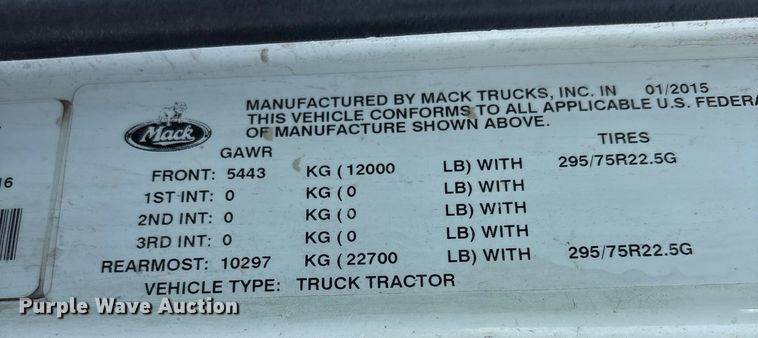 MANUFACTURED BY MACK TRUCKS, INC. IN 01/2015
THIS VEHICLE CONFORMS TO ALL APPLICABLE U.S. FEDERA
OF MANUFACTURE SHOWN ABOVE.
Mack
GAWR TIRES
FRONT: 5443 KG ( 12000 LB) WITH 295/75R22.5G
1ST INT: 0 KG ( 0 LB) WITH
2ND INT: 0 KG ( 0 LB) WITH
3RD INT: 0 KG ( 0 LB) WITH
REARMOST: 10297 KG ( 22700 LB) WITH 295/75R22.5G
VEHICLE TYPE: TRUCK TRACTOR
16
Purple Wave Auction